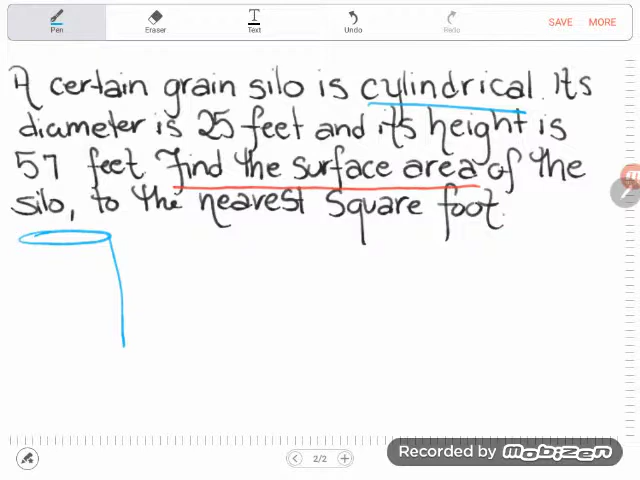 Pen Eraser Text Undo Redo SAVE MORE
A certain grain silo is cylindrical. Its
diameter is 25 feet and its height is
57 feet. Find the surface area of the
silo, to the nearest square foot.
2/2
Recorded by mobizen